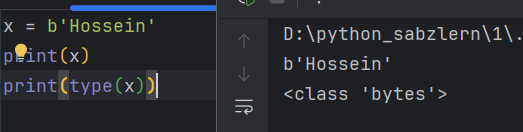 x = b'Hossein'
print(x)
print(type(x))
D:\python_sabzlern\1\.
b'Hossein'
<class 'bytes'>